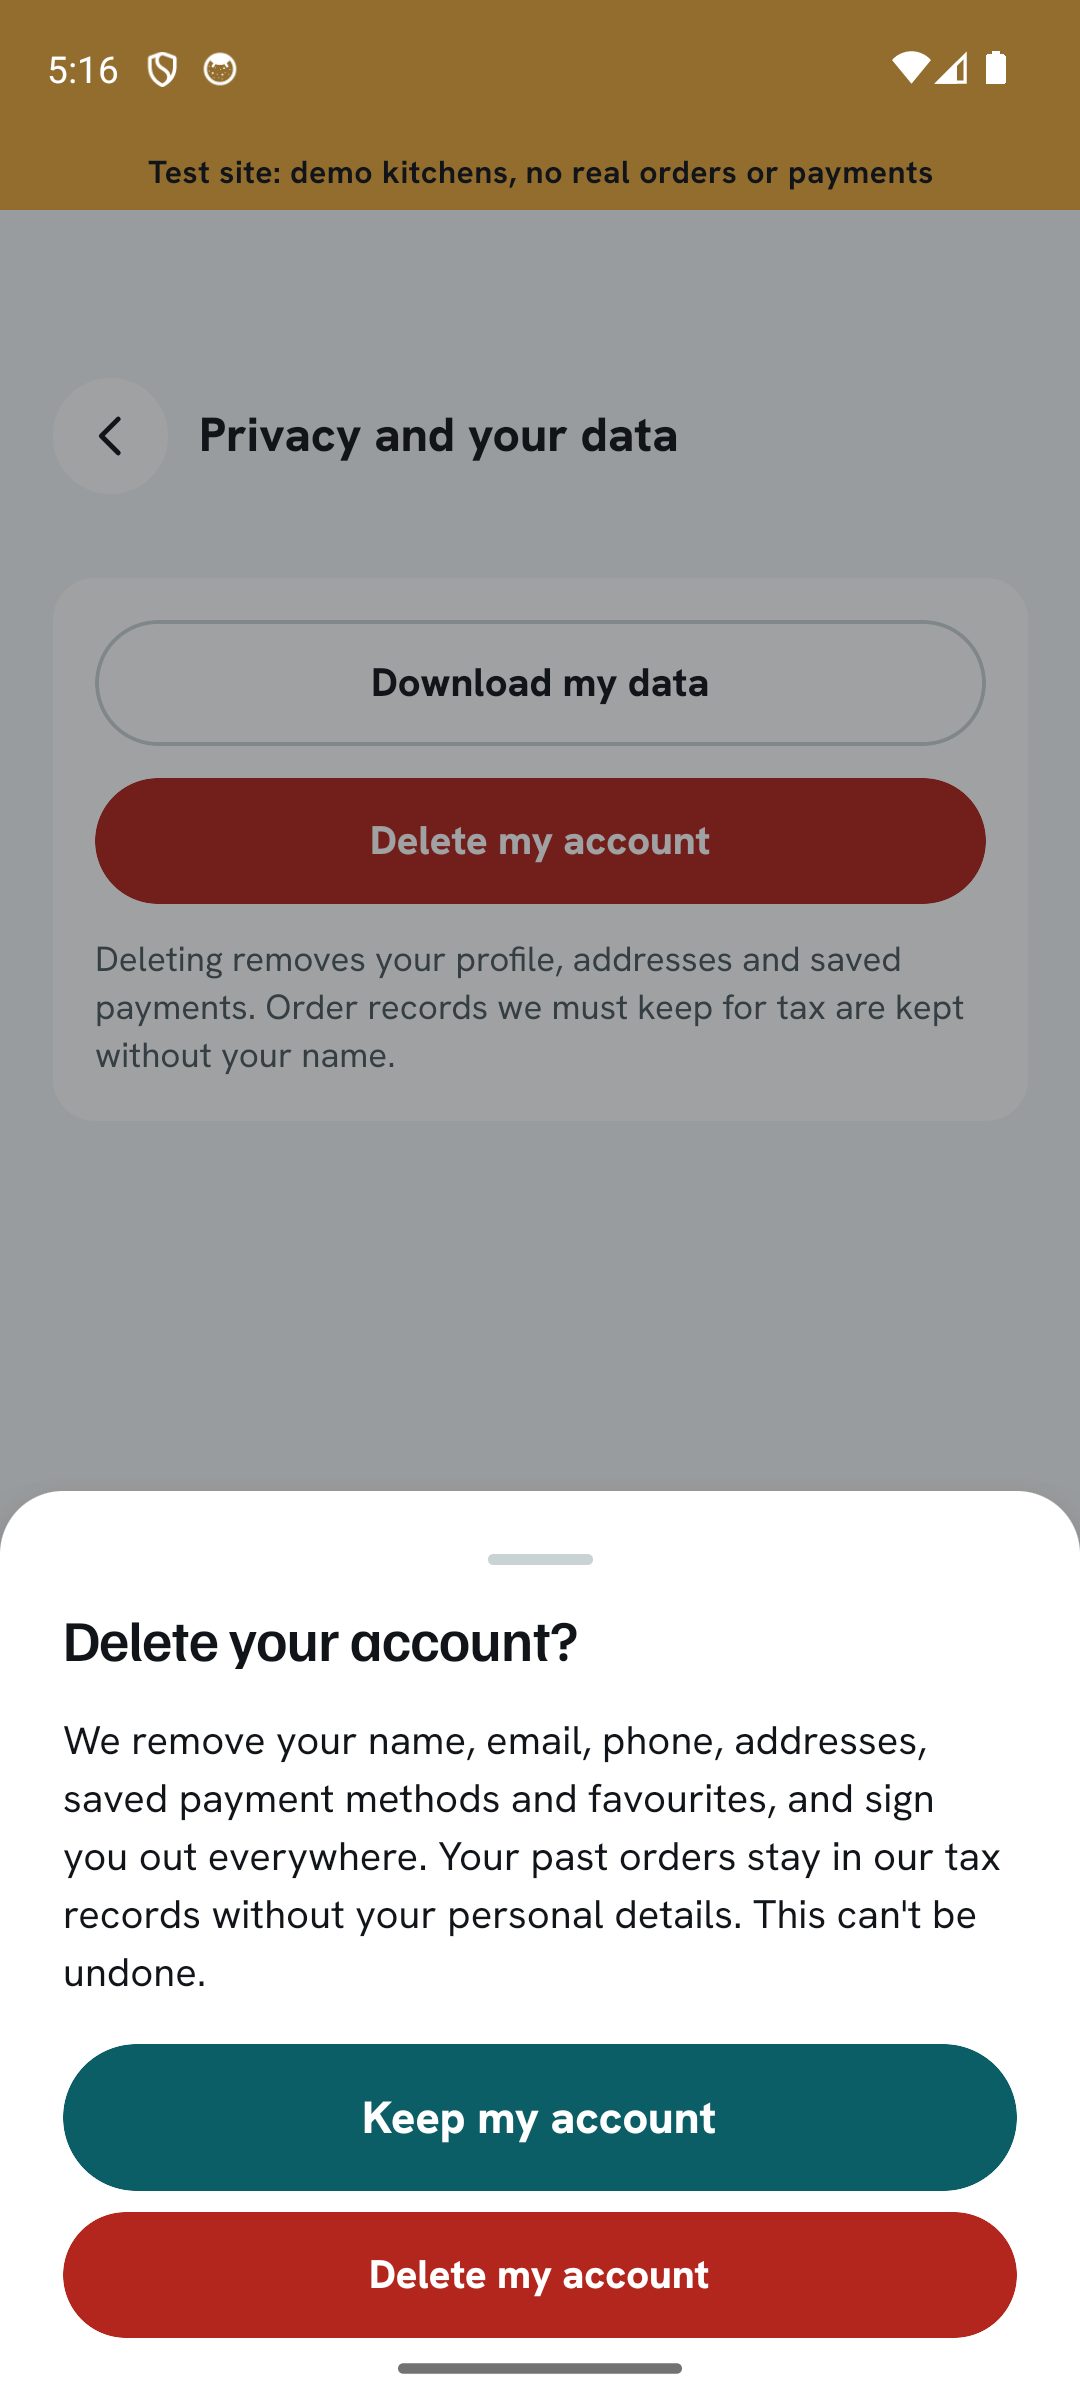 5:16
Test site: demo kitchens, no real orders or payments
Privacy and your data
Download my data
Delete my account
Deleting removes your profile, addresses and saved
payments. Order records we must keep for tax are kept
without your name.
Delete your account?
We remove your name, email, phone, addresses,
saved payment methods and favourites, and sign
you out everywhere. Your past orders stay in our tax
records without your personal details. This can't be
undone.
Keep my account
Delete my account